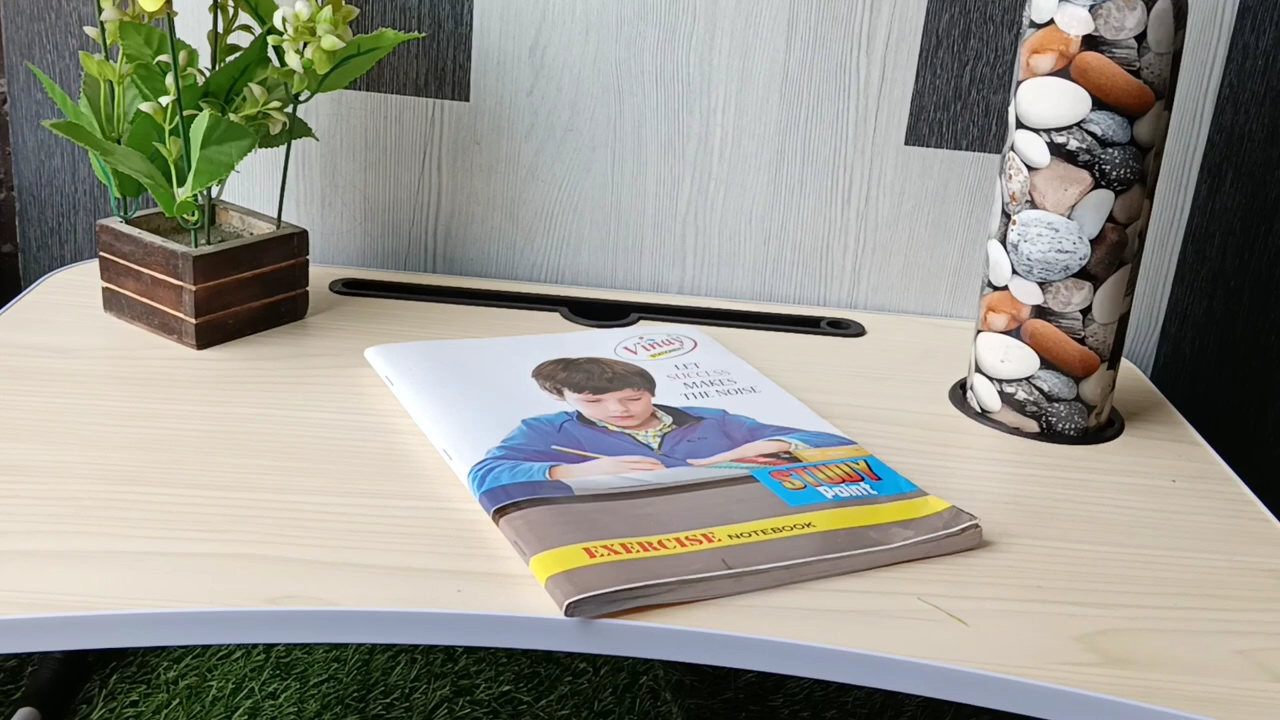 Vinay
LET
SUCCESS
MAKES
THE NOISE
STUDY
Point
EXERCISE NOTEBOOK